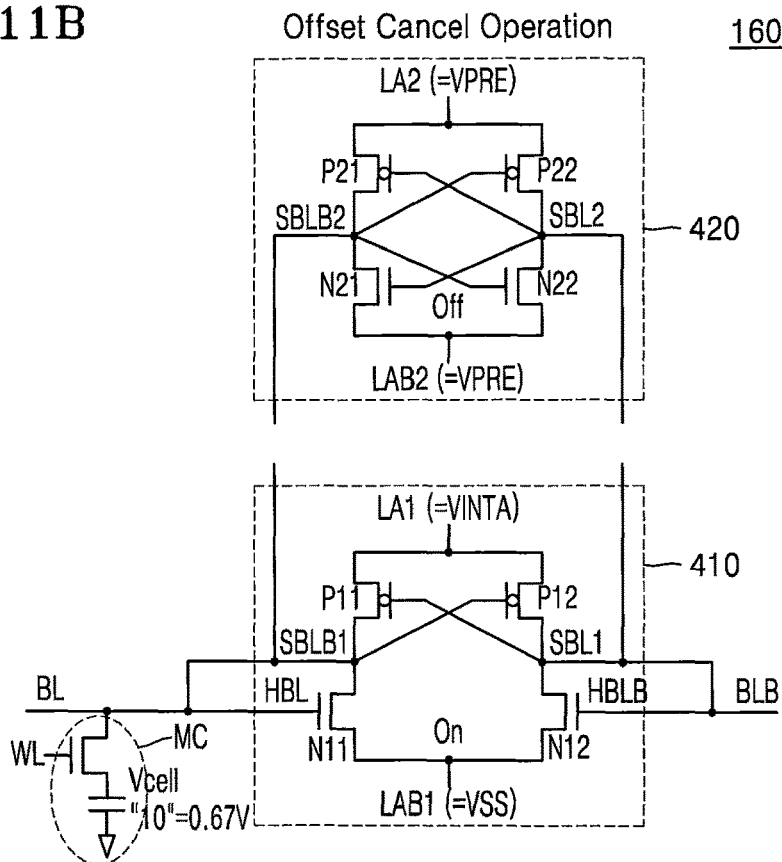 11B
Offset Cancel Operation
160
LA2 (=VPRE)
P21
P22
SBLB2
SBL2
420
N21
N22
Off
LAB2 (=VPRE)
LA1 (=VINTA)
410
P11
P12
SBLB1
SBL1
BL
HBL
HBLB
BLB
MC
N11
On
N12
WL
Vcell
"10"=0.67V
LAB1 (=VSS)